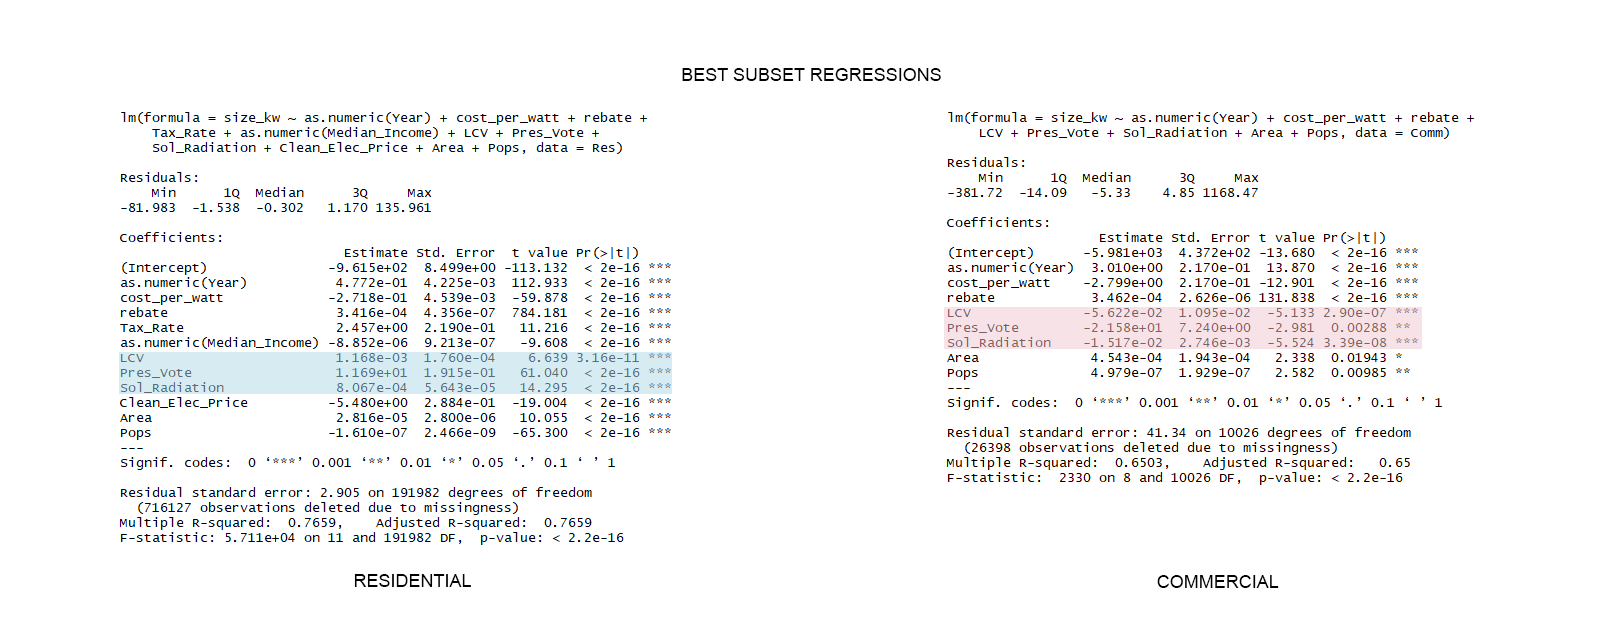 BEST SUBSET REGRESSIONS
lm(formula = size_kw ~ as.numeric(Year) + cost_per_watt + rebate +
Tax_Rate + as.numeric(Median_Income) + LCV + Pres_Vote +
Sol_Radiation + Clean_Elec_Price + Area + Pops, data = Res)
Residuals:
Min 1Q Median 3Q Max
-81.983 -1.538 -0.302 1.170 135.961
Coefficients:
Estimate Std. Error t value Pr(>|t|)
(Intercept) -9.615e+02 8.499e+00 -113.132 < 2e-16 ***
as.numeric(Year) 4.772e-01 4.225e-03 112.933 < 2e-16 ***
cost_per_watt -2.718e-01 4.539e-03 -59.878 < 2e-16 ***
rebate 3.416e-04 4.356e-07 784.181 < 2e-16 ***
Tax_Rate 2.457e+00 2.190e-01 11.216 < 2e-16 ***
as.numeric(Median_Income) -8.852e-06 9.213e-07 -9.608 < 2e-16 ***
LCV 1.168e-03 1.760e-04 6.639 3.16e-11 ***
Pres_Vote 1.169e+01 1.915e-01 61.040 < 2e-16 ***
Sol_Radiation 8.067e-04 5.643e-05 14.295 < 2e-16 ***
Clean_Elec_Price -5.480e+00 2.884e-01 -19.004 < 2e-16 ***
Area 2.816e-05 2.800e-06 10.055 < 2e-16 ***
Pops -1.610e-07 2.466e-09 -65.300 < 2e-16 ***
---
Signif. codes: 0 ‘***’ 0.001 ‘**’ 0.01 ‘*’ 0.05 ‘.’ 0.1 ‘ ’ 1
Residual standard error: 2.905 on 191982 degrees of freedom
(716127 observations deleted due to missingness)
Multiple R-squared: 0.7659, Adjusted R-squared: 0.7659
F-statistic: 5.711e+04 on 11 and 191982 DF, p-value: < 2.2e-16
RESIDENTIAL
lm(formula = size_kw ~ as.numeric(Year) + cost_per_watt + rebate +
LCV + Pres_Vote + Sol_Radiation + Area + Pops, data = Comm)
Residuals:
Min 1Q Median 3Q Max
-381.72 -14.09 -5.33 4.85 1168.47
Coefficients:
Estimate Std. Error t value Pr(>|t|)
(Intercept) -5.981e+03 4.372e+02 -13.680 < 2e-16 ***
as.numeric(Year) 3.010e+00 2.170e-01 13.870 < 2e-16 ***
cost_per_watt -2.799e+00 2.170e-01 -12.901 < 2e-16 ***
rebate 3.462e-04 2.626e-06 131.838 < 2e-16 ***
LCV -5.622e-02 1.095e-02 -5.133 2.90e-07 ***
Pres_Vote -2.158e+01 7.240e+00 -2.981 0.00288 **
Sol_Radiation -1.517e-02 2.746e-03 -5.524 3.39e-08 ***
Area 4.543e-04 1.943e-04 2.338 0.01943 *
Pops 4.979e-07 1.929e-07 2.582 0.00985 **
---
Signif. codes: 0 ‘***’ 0.001 ‘**’ 0.01 ‘*’ 0.05 ‘.’ 0.1 ‘ ’ 1
Residual standard error: 41.34 on 10026 degrees of freedom
(26398 observations deleted due to missingness)
Multiple R-squared: 0.6503, Adjusted R-squared: 0.65
F-statistic: 2330 on 8 and 10026 DF, p-value: < 2.2e-16
COMMERCIAL